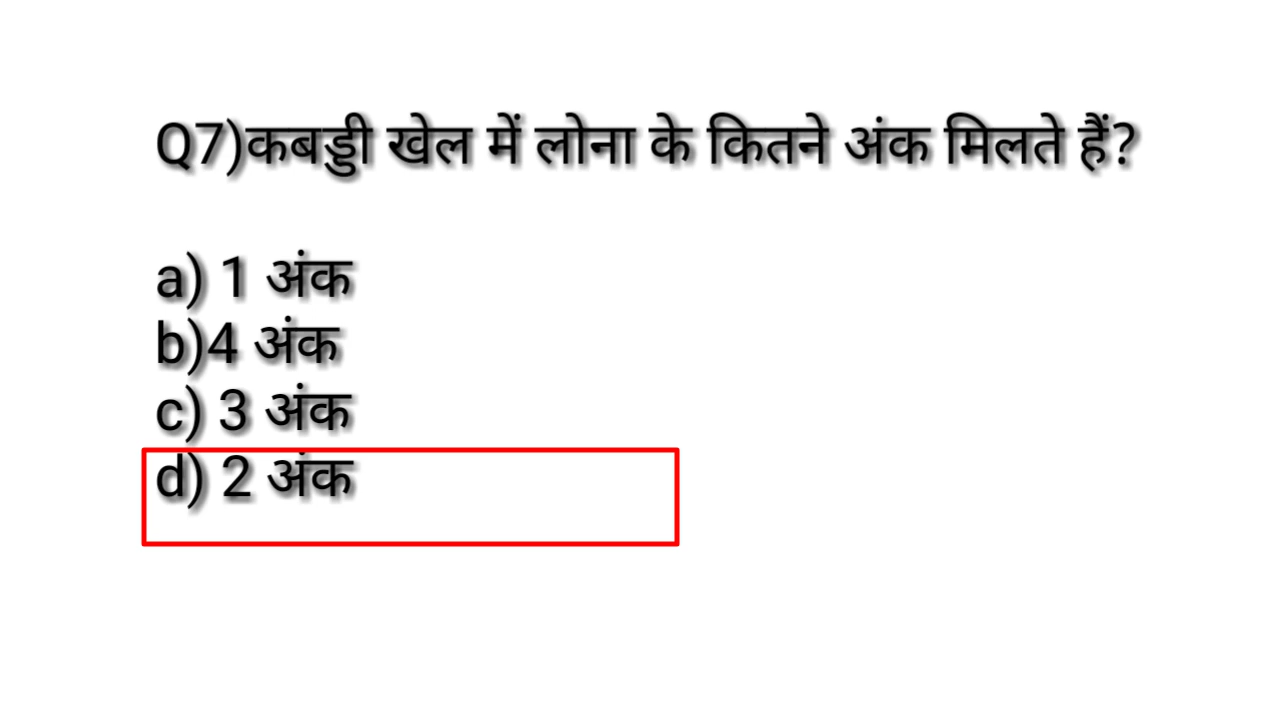 Q7)कबड्डी खेल में लोना के कितने अंक मिलते हैं?
a) 1 अंक
b)4 अंक
c) 3 अंक
d) 2 अंक